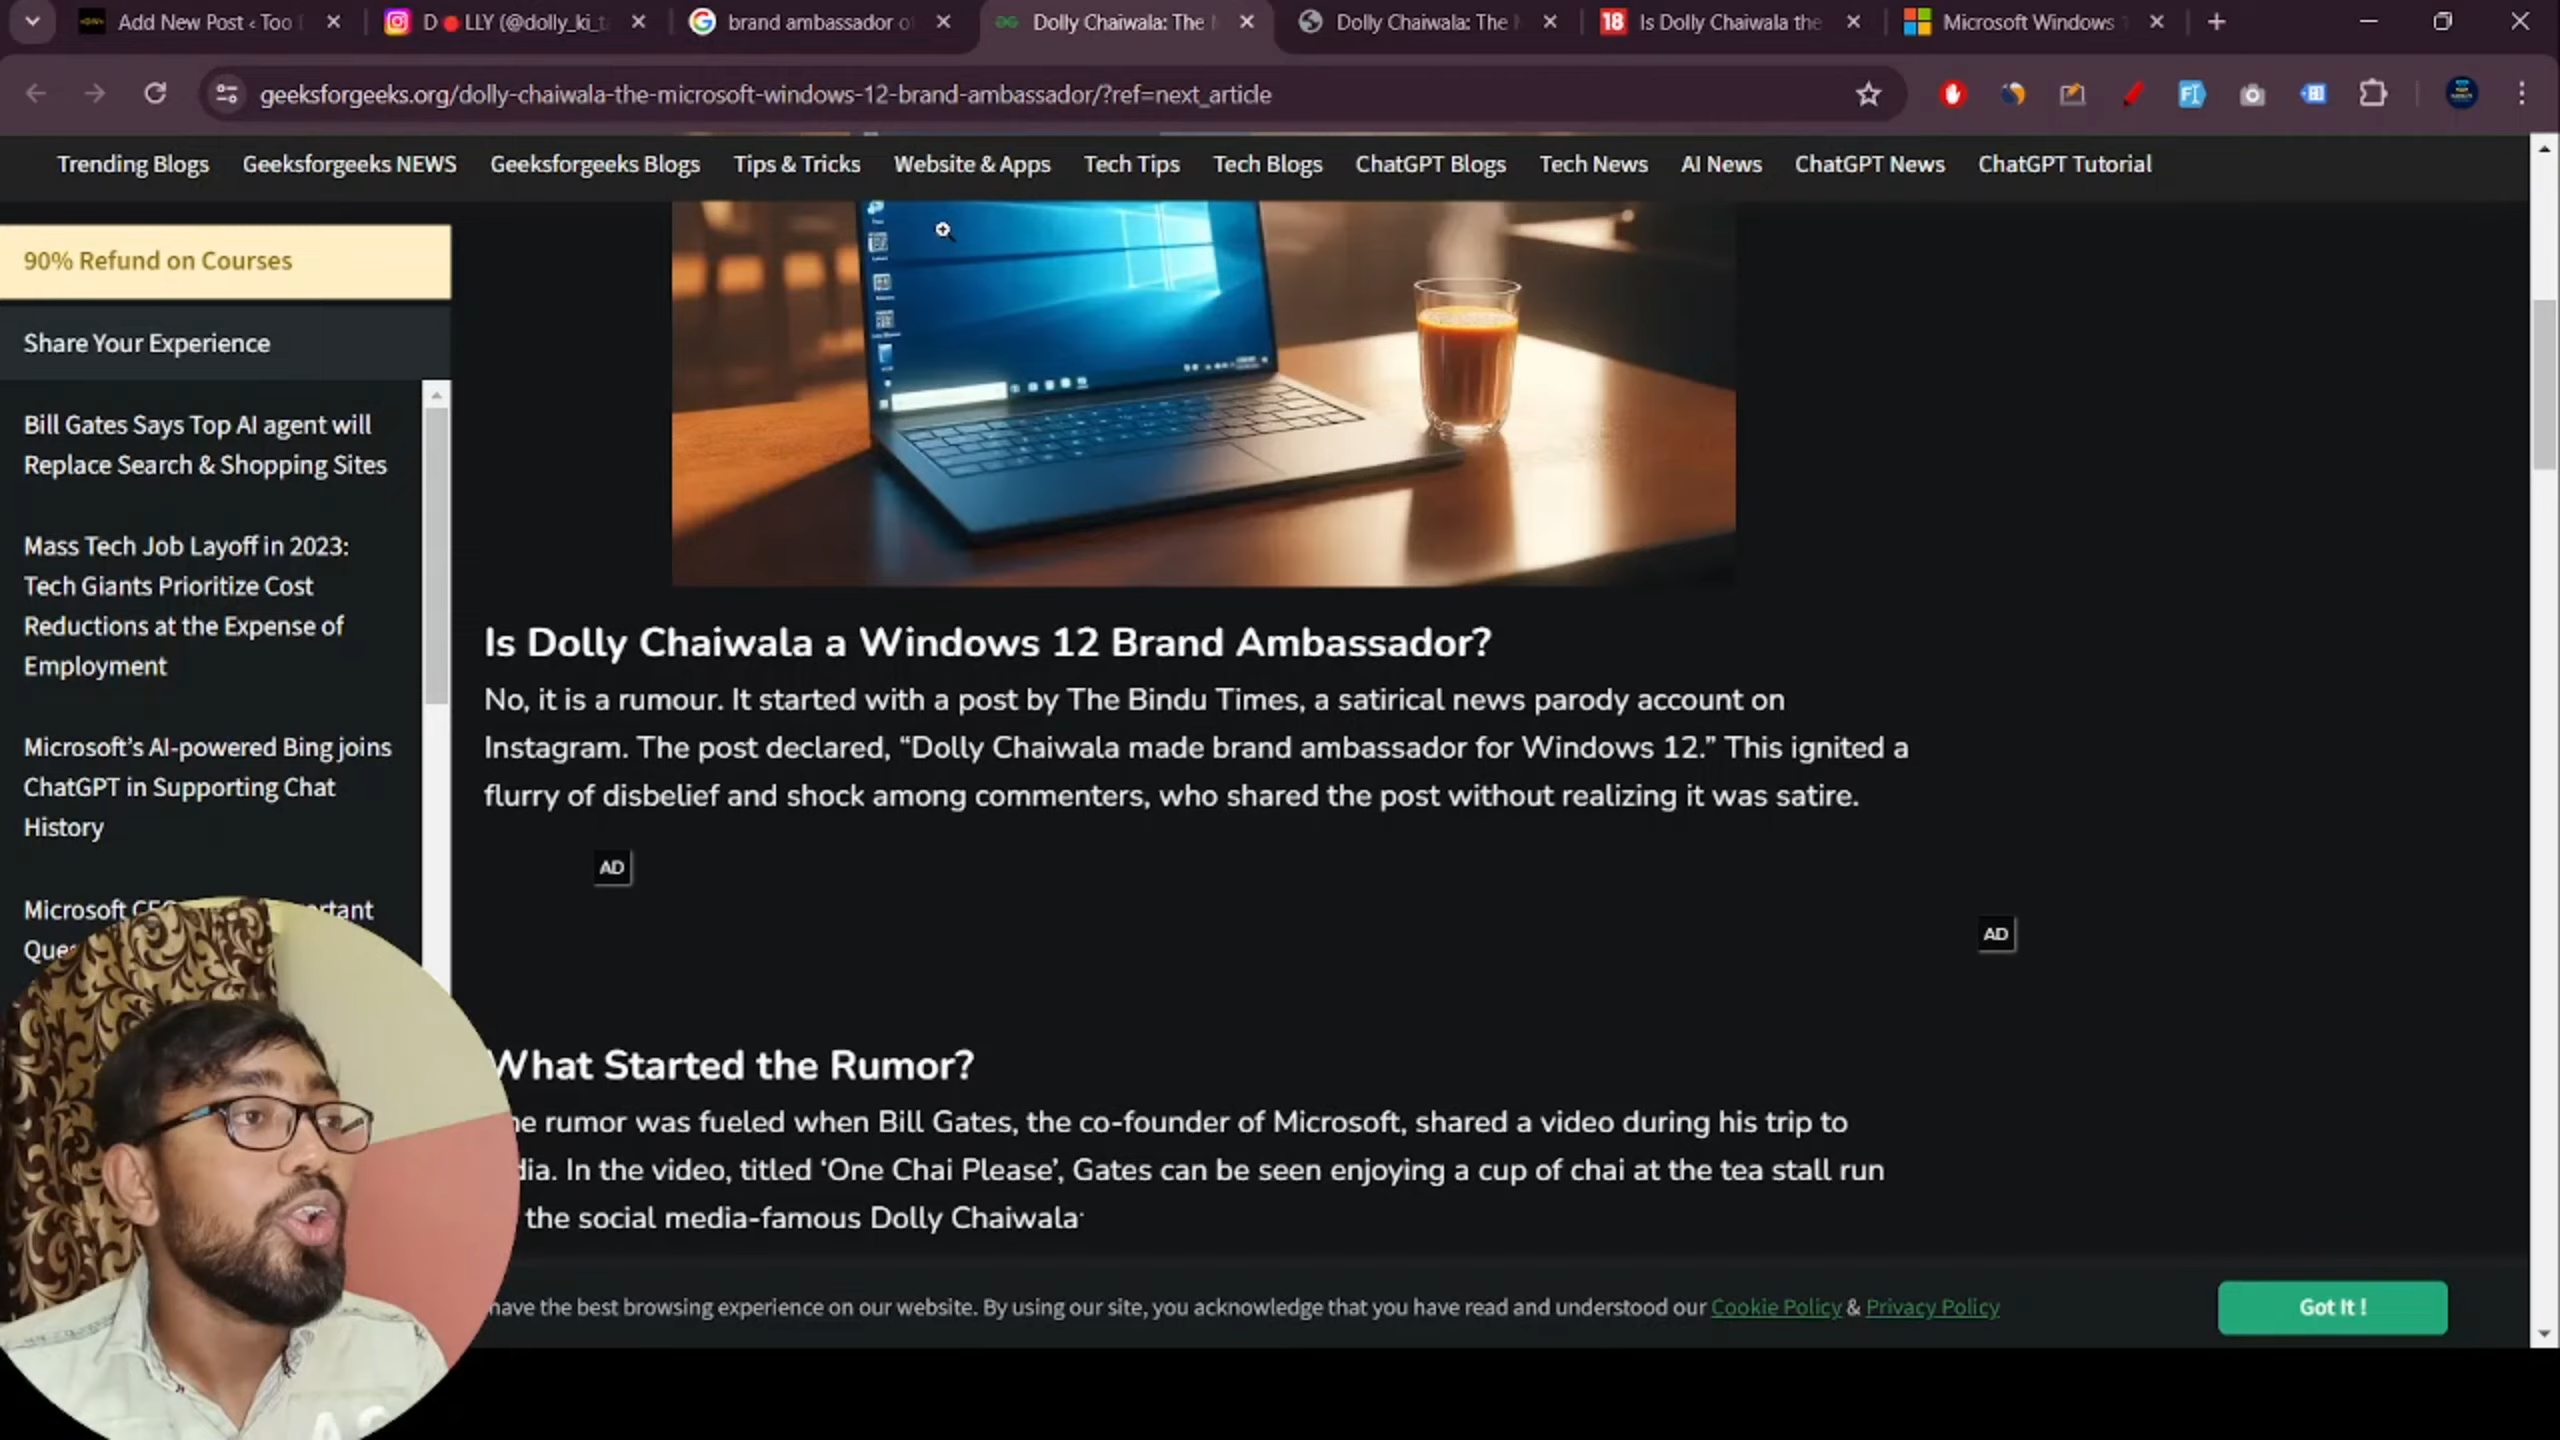 Add New Post ‹ Too
D LLY (@dolly_ki_t
brand ambassador o
Dolly Chaiwala: The
Dolly Chaiwala: The
18
Is Dolly Chaiwala the
Microsoft Windows
geeksforgeeks.org/dolly-chaiwala-the-microsoft-windows-12-brand-ambassador/?ref=next_article
Trending Blogs Geeksforgeeks NEWS Geeksforgeeks Blogs Tips & Tricks Website & Apps Tech Tips Tech Blogs ChatGPT Blogs Tech News AI News ChatGPT News ChatGPT Tutorial
90% Refund on Courses
Share Your Experience
Bill Gates Says Top AI agent will
Replace Search & Shopping Sites
Mass Tech Job Layoff in 2023:
Tech Giants Prioritize Cost
Reductions at the Expense of
Employment
Microsoft’s AI-powered Bing joins
ChatGPT in Supporting Chat
History
Microsoft
Is Dolly Chaiwala a Windows 12 Brand Ambassador?
No, it is a rumour. It started with a post by The Bindu Times, a satirical news parody account on
Instagram. The post declared, “Dolly Chaiwala made brand ambassador for Windows 12.” This ignited a
flurry of disbelief and shock among commenters, who shared the post without realizing it was satire.
AD
AD
What Started the Rumor?
rumor was fueled when Bill Gates, the co-founder of Microsoft, shared a video during his trip to
dia. In the video, titled ‘One Chai Please’, Gates can be seen enjoying a cup of chai at the tea stall run
the social media-famous Dolly Chaiwala
have the best browsing experience on our website. By using our site, you acknowledge that you have read and understood our Cookie Policy & Privacy Policy
Got It !